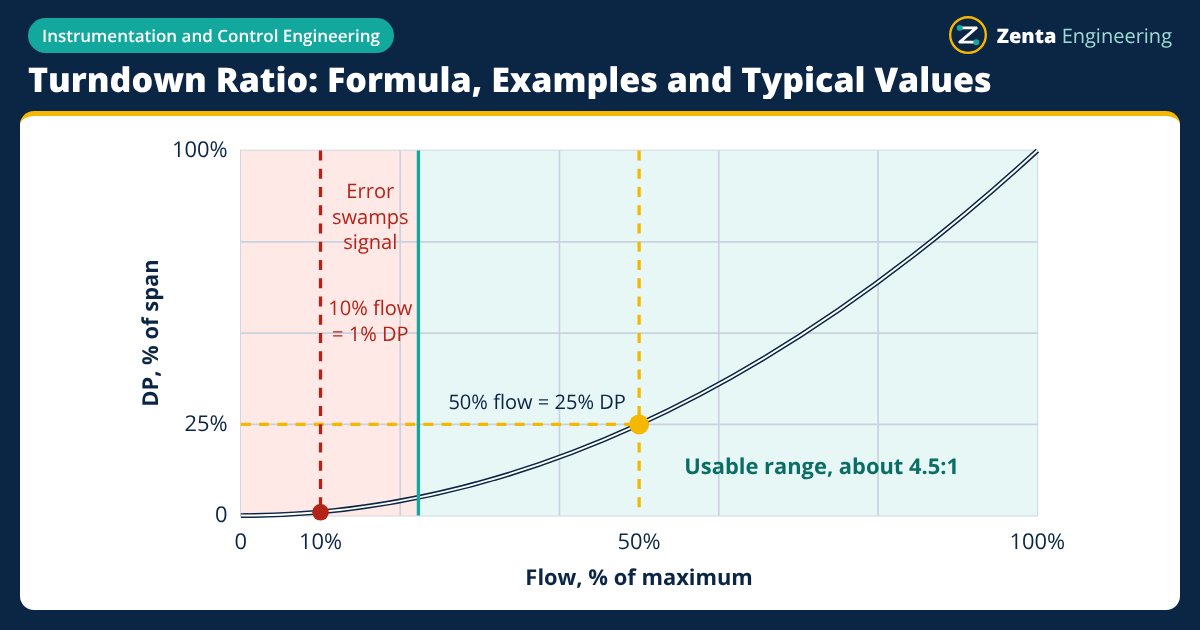 Instrumentation and Control Engineering
Zenta Engineering
Turndown Ratio: Formula, Examples and Typical Values
100%
Error
swamps
signal
10% flow
= 1% DP
DP, % of span
50% flow = 25% DP
25%
Usable range, about 4.5:1
0
0
10%
50%
100%
Flow, % of maximum